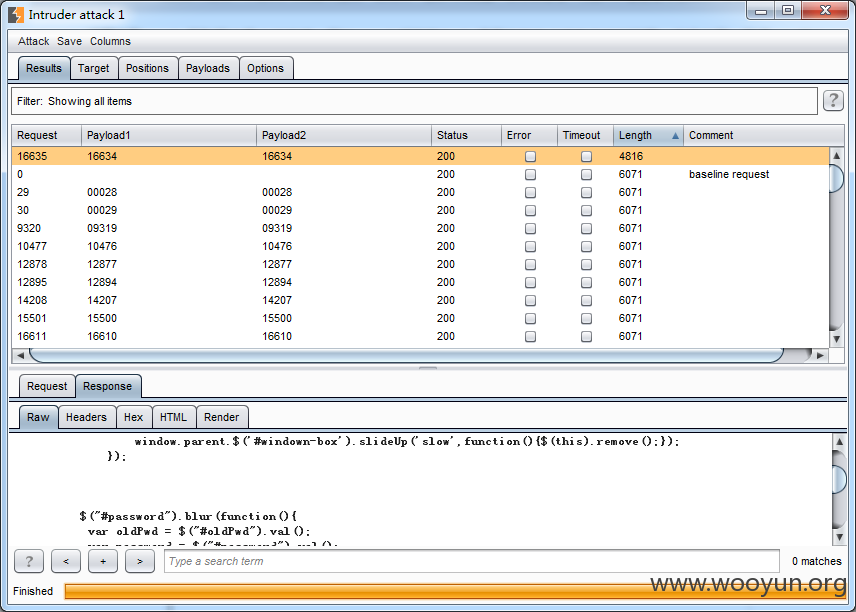 Intruder attack 1
Attack Save Columns
Results Target Positions Payloads Options
Filter: Showing all items ?
Request Payload1 Payload2 Status Error Timeout Length Comment
16635 16634 16634 200 4816
0 200 6071 baseline request
29 00028 00028 200 6071
30 00029 00029 200 6071
9320 09319 09319 200 6071
10477 10476 10476 200 6071
12878 12877 12877 200 6071
12895 12894 12894 200 6071
14208 14207 14207 200 6071
15501 15500 15500 200 6071
16611 16610 16610 200 6071
Request Response
Raw Headers Hex HTML Render
window.parent.$('#windown-box').slideUp('slow',function(){$(this).remove();});
});
$("#password").blur(function(){
var oldPwd = $("#oldPwd").val();
var password = $("#password").val();
? < + > Type a search term 0 matches
Finished
www.wooyun.org